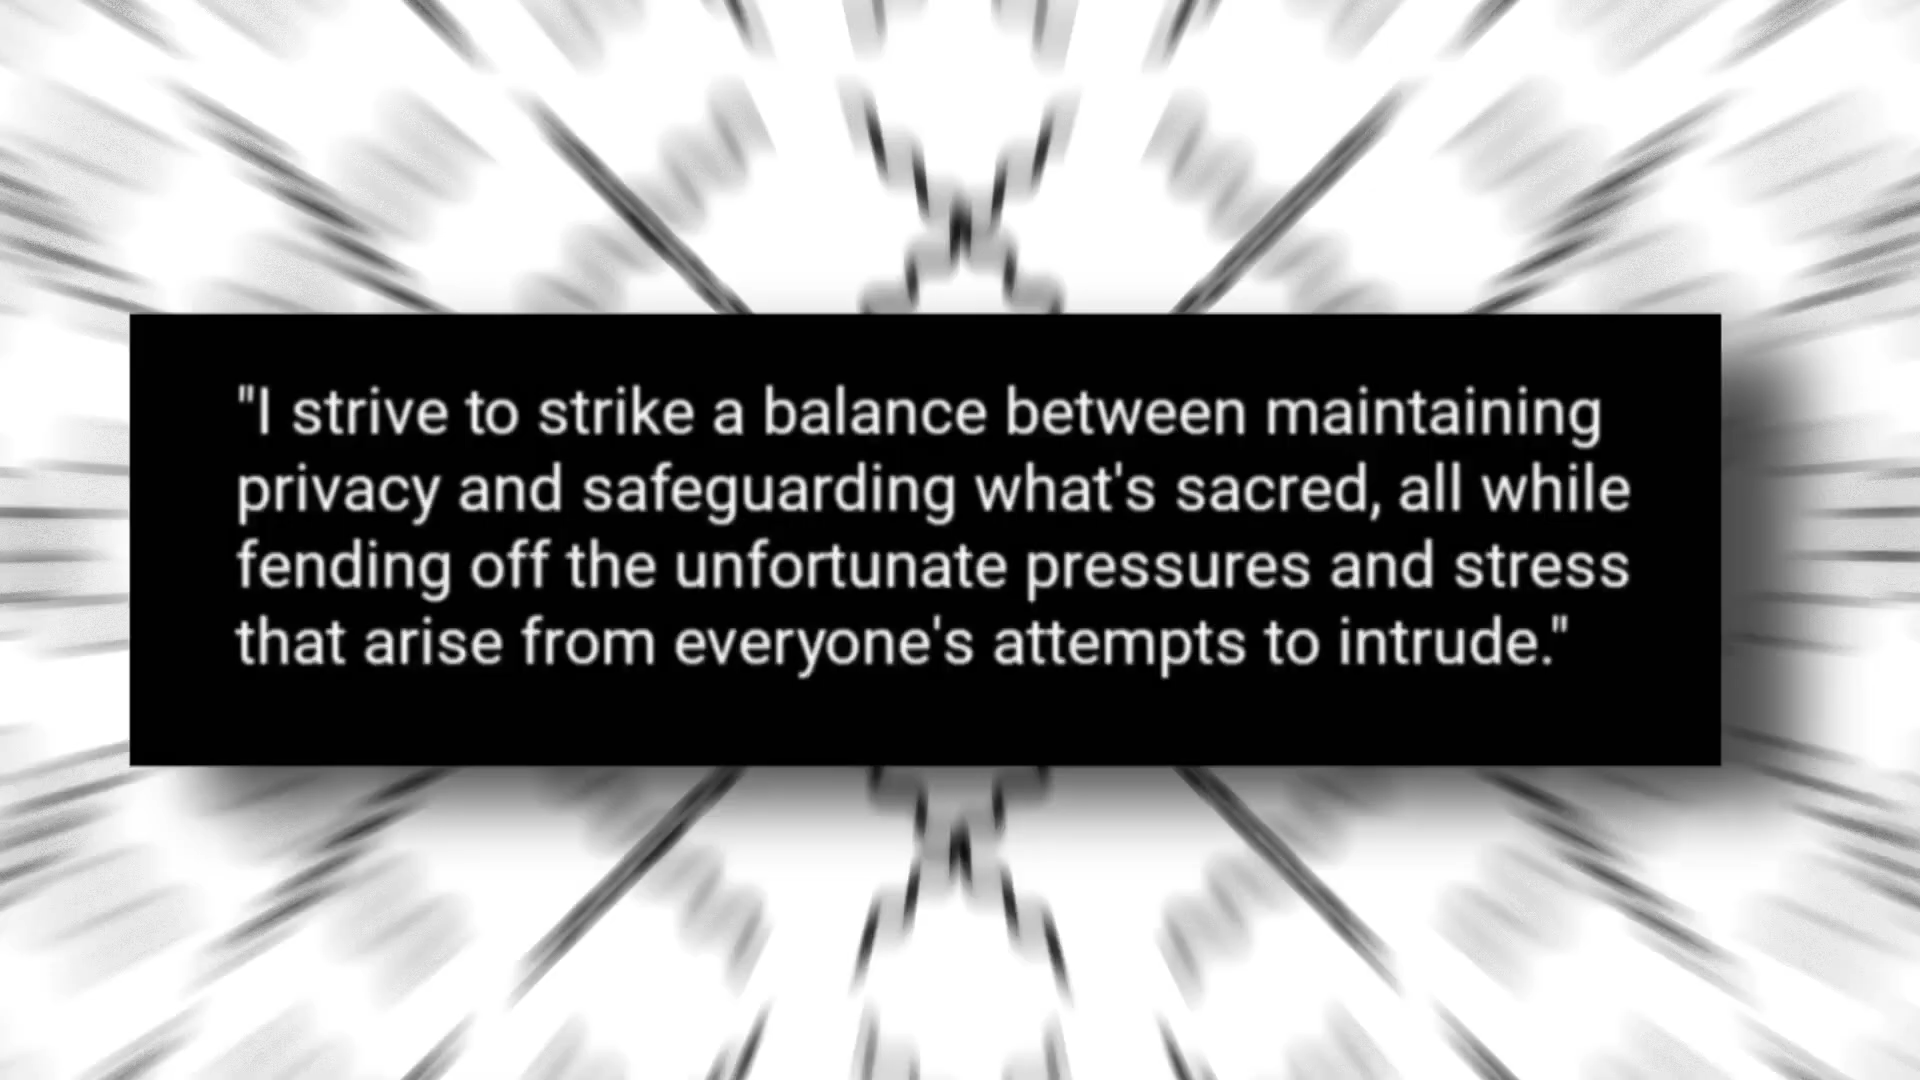 "I strive to strike a balance between maintaining
privacy and safeguarding what's sacred, all while
fending off the unfortunate pressures and stress
that arise from everyone's attempts to intrude."